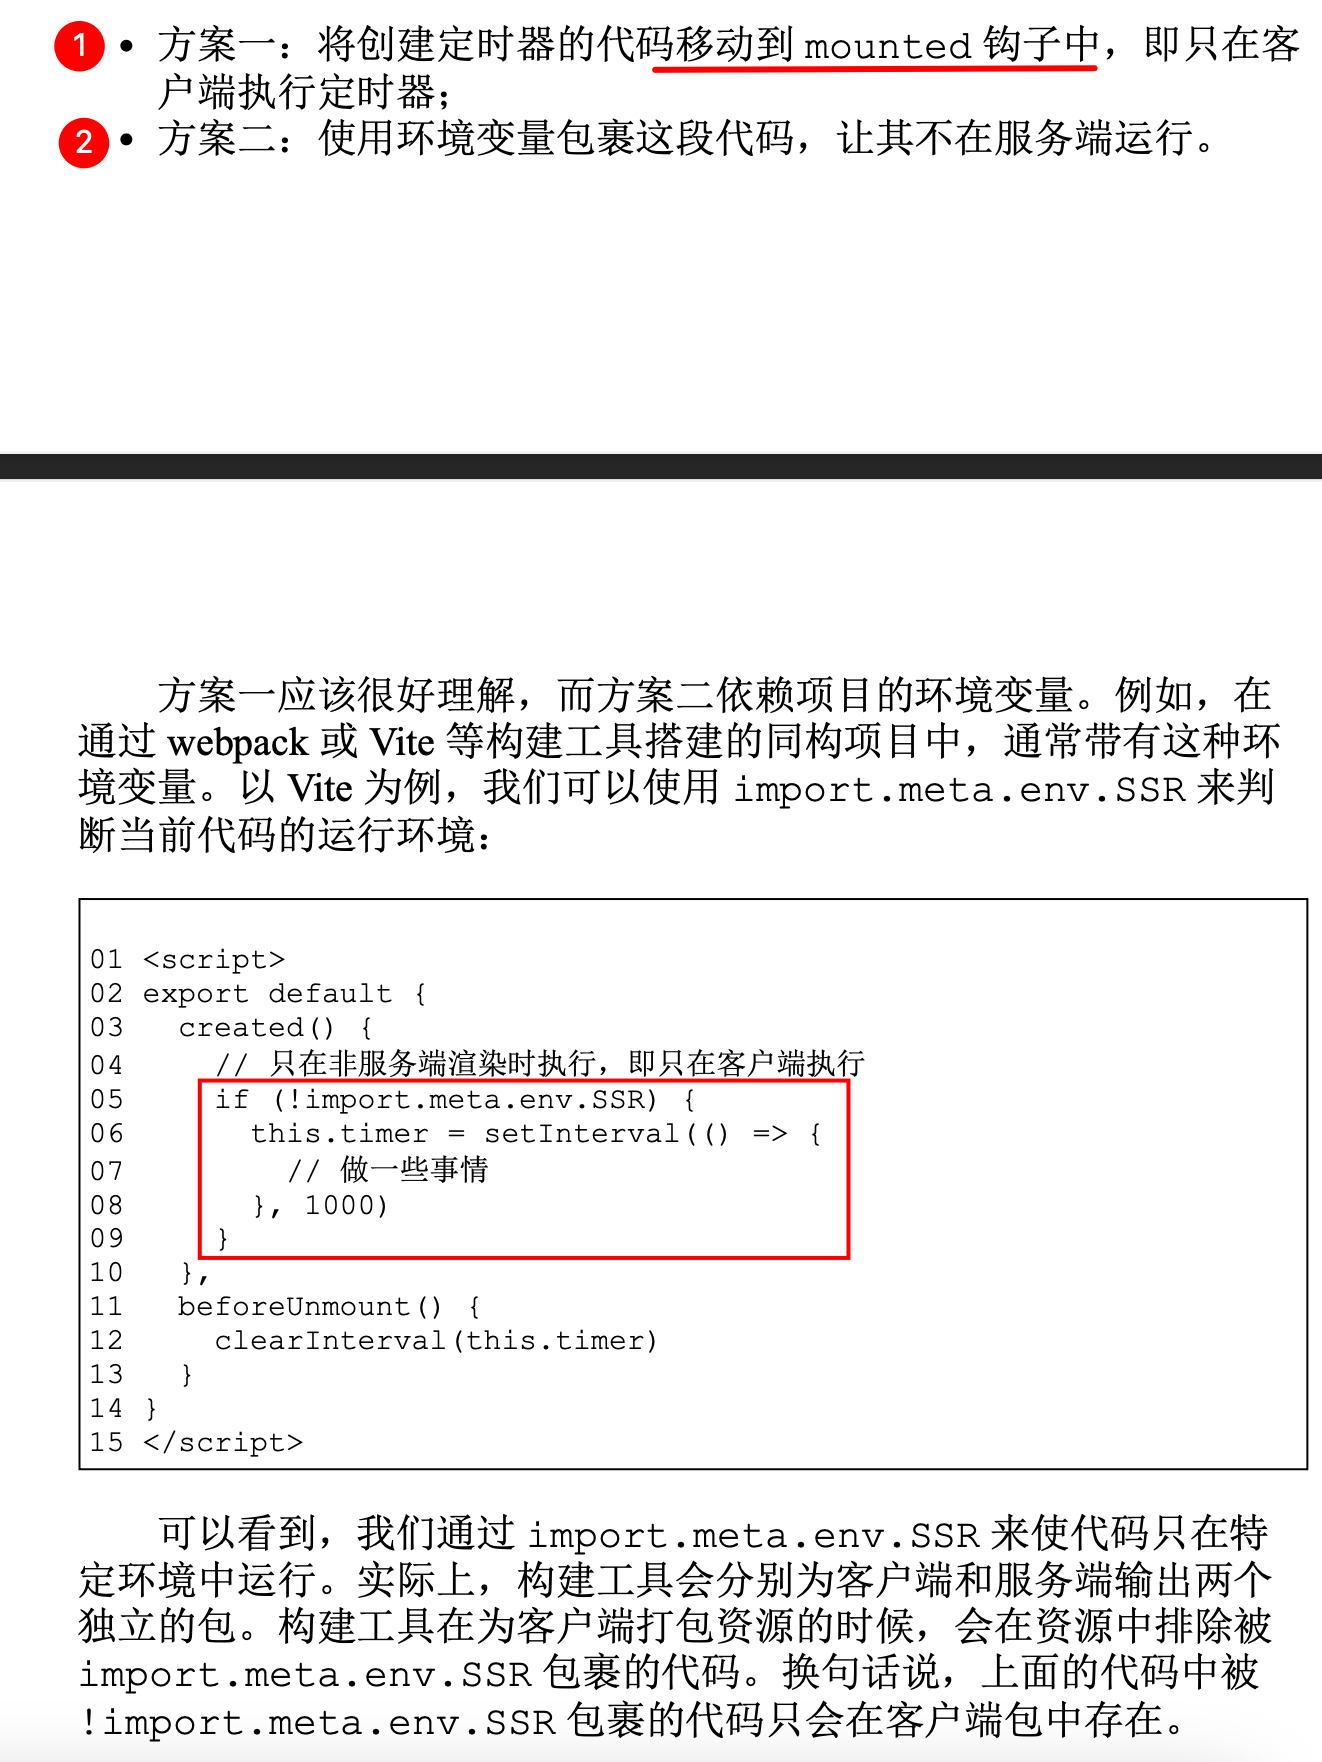 1 • 方案一：将创建定时器的代码移动到 mounted 钩子中，即只在客
户端执行定时器；
2 • 方案二：使用环境变量包裹这段代码，让其不在服务端运行。
方案一应该很好理解，而方案二依赖项目的环境变量。例如，在
通过 webpack 或 Vite 等构建工具搭建的同构项目中，通常带有这种环
境变量。以 Vite 为例，我们可以使用 import.meta.env.SSR 来判
断当前代码的运行环境：
01 <script>
02 export default {
03   created() {
04     // 只在非服务端渲染时执行，即只在客户端执行
05     if (!import.meta.env.SSR) {
06       this.timer = setInterval(() => {
07         // 做一些事情
08       }, 1000)
09     }
10   },
11   beforeUnmount() {
12     clearInterval(this.timer)
13   }
14 }
15 </script>
可以看到，我们通过 import.meta.env.SSR 来使代码只在特
定环境中运行。实际上，构建工具会分别为客户端和服务端输出两个
独立的包。构建工具在为客户端打包资源的时候，会在资源中排除被
import.meta.env.SSR 包裹的代码。换句话说，上面的代码中被
!import.meta.env.SSR 包裹的代码只会在客户端包中存在。